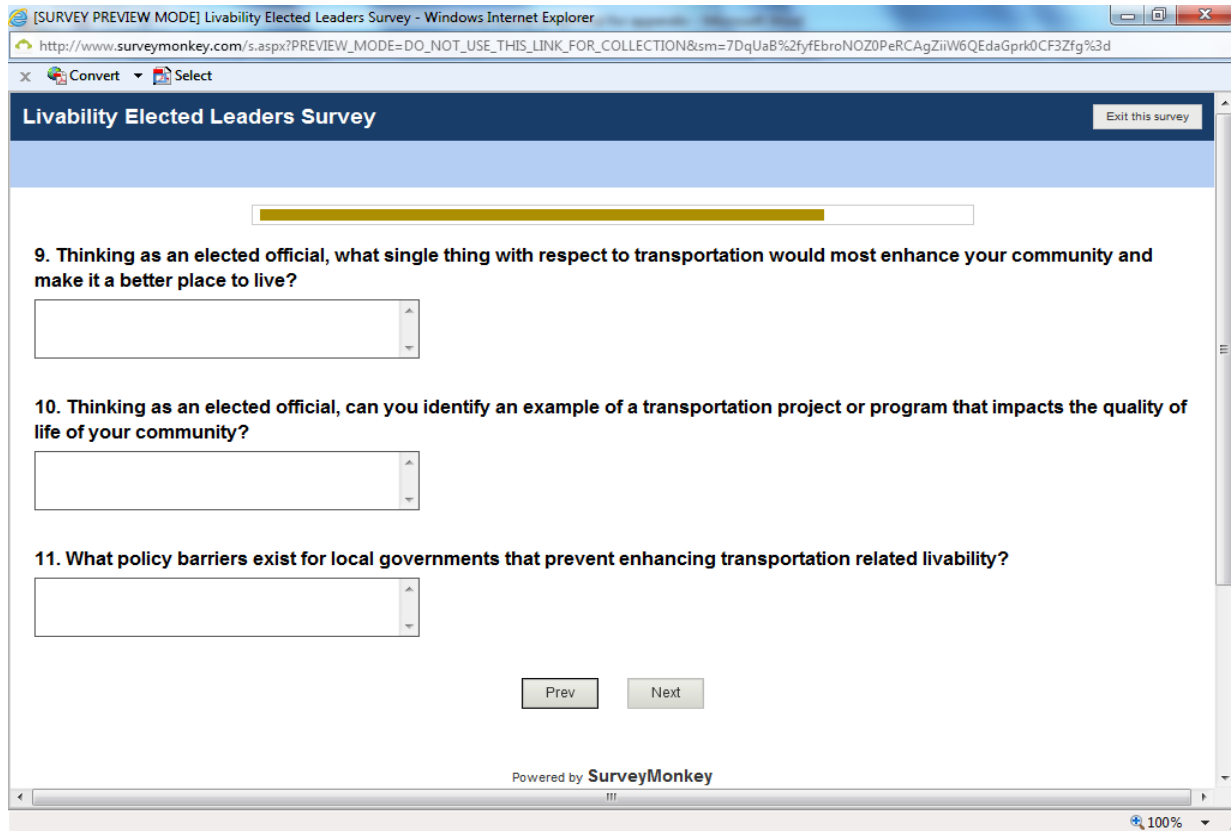 [SURVEY PREVIEW MODE] Livability Elected Leaders Survey - Windows Internet Explorer
http://www.surveymonkey.com/s.aspx?PREVIEW_MODE=DO_NOT_USE_THIS_LINK_FOR_COLLECTION&sm=7DqUaB%2fyfEbroNOZ0PeRCAgZiiW6QEdaGprk0CF3Zfg%3d
x Convert Select
Livability Elected Leaders Survey
Exit this survey
9. Thinking as an elected official, what single thing with respect to transportation would most enhance your community and
make it a better place to live?
10. Thinking as an elected official, can you identify an example of a transportation project or program that impacts the quality of
life of your community?
11. What policy barriers exist for local governments that prevent enhancing transportation related livability?
Prev Next
Powered by SurveyMonkey
100%